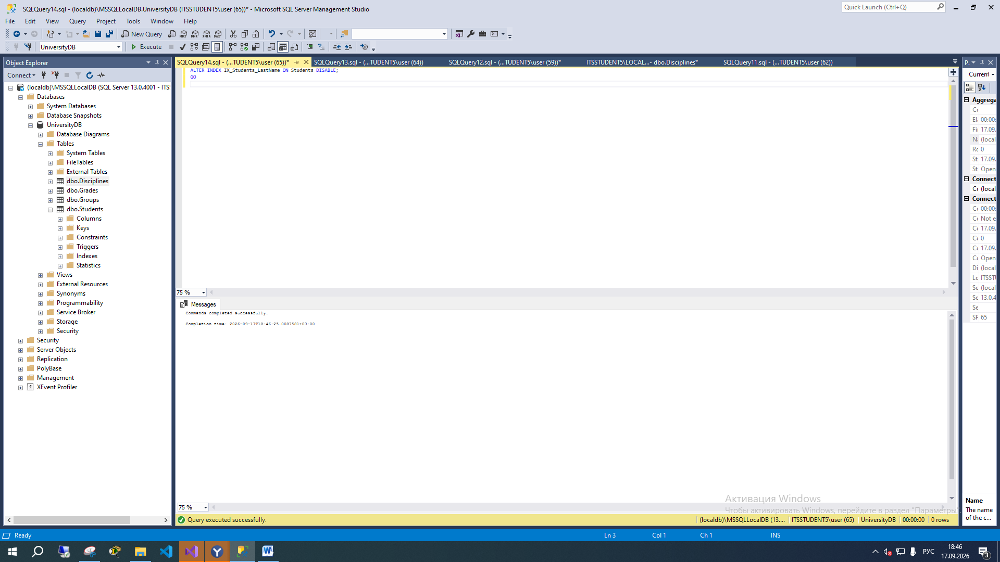 SQLQuery14.sql - (localdb)\MSSQLLocalDB.UniversityDB (ITSSTUDENT5\user (65))* - Microsoft SQL Server Management Studio
Quick Launch (Ctrl+Q)
File Edit View Query Project Tools Window Help
New Query
MDX DMX XMLA DAX
UniversityDB
Execute
Object Explorer
Connect
(localdb)\MSSQLLocalDB (SQL Server 13.0.4001 - ITS:
Databases
System Databases
Database Snapshots
UniversityDB
Database Diagrams
Tables
System Tables
FileTables
External Tables
dbo.Disciplines
dbo.Grades
dbo.Groups
dbo.Students
Columns
Keys
Constraints
Triggers
Indexes
Statistics
Views
External Resources
Synonyms
Programmability
Service Broker
Storage
Security
Security
Server Objects
Replication
PolyBase
Management
XEvent Profiler
SQLQuery14.sql - (...TUDENT5\user (65))*
SQLQuery13.sql - (...TUDENT5\user (64))
SQLQuery12.sql - (...TUDENT5\user (59))*
ITSSTUDENT5\LOCAL...- dbo.Disciplines*
SQLQuery11.sql - (...TUDENT5\user (62))
ALTER INDEX IX_Students_LastName ON Students DISABLE;
GO
75 %
Messages
Commands completed successfully.
Completion time: 2026-09-17T18:46:25.0087581+03:00
75 %
Query executed successfully.
(localdb)\MSSQLLocalDB (13.... ITSSTUDENT5\user (65) UniversityDB 00:00:00 0 rows
P.
Current
Aggrega
Cc
Ela 00:00:
Fir 17.09.
Na (local
Rc 0
St 17.09.
St Open
Connect
Cc (local
Connect
Cc 00:00:
Cc Not e
Cc 17.09.
Cc 0
Cc 17.09.
Cc Open
Di (local
Lc ITSSTU
Se (local
Se 13.0.4
Se
SP 65
Name
The name
of the c...
Активация Windows
Чтобы активировать Windows, перейдите в раздел "Параметры".
Ready
Ln 3 Col 1 Ch 1 INS
РУС
18:46
17.09.2026
3